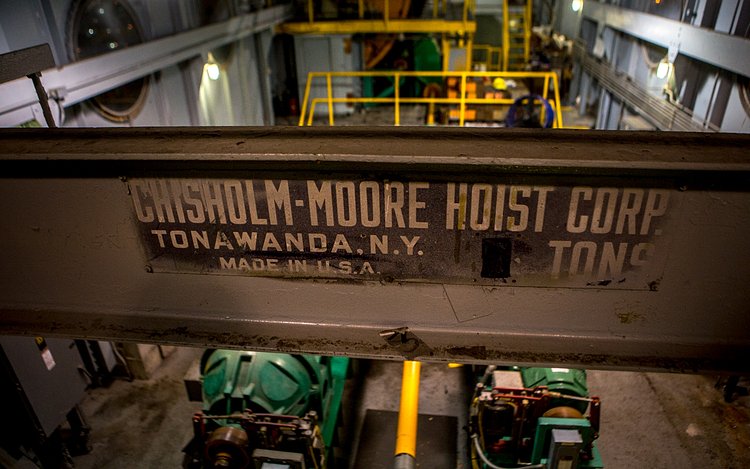 CHISHOLM-MOORE HOIST CORP.
TONAWANDA, N.Y.
TONS
MADE IN U.S.A.